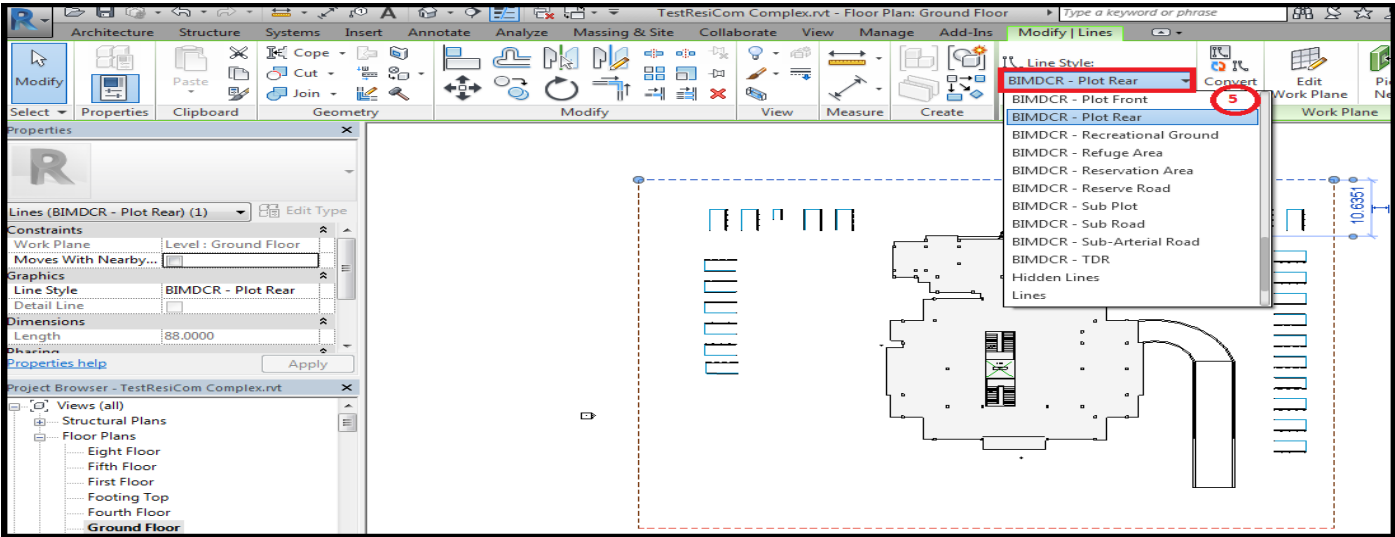 TestResiCom Complex.rvt - Floor Plan: Ground Floor
Type a keyword or phrase
Architecture Structure Systems Insert Annotate Analyze Massing & Site Collaborate View Manage Add-Ins Modify | Lines
Modify
Paste
Cope
Cut
Join
Line Style:
BIMDCR - Plot Rear
Convert
Edit
Work Plane
Select Properties Clipboard Geometry Modify View Measure Create Work Plane
BIMDCR - Plot Front
5
BIMDCR - Plot Rear
BIMDCR - Recreational Ground
BIMDCR - Refuge Area
BIMDCR - Reservation Area
BIMDCR - Reserve Road
BIMDCR - Sub Plot
BIMDCR - Sub Road
BIMDCR - Sub-Arterial Road
BIMDCR - TDR
Hidden Lines
Lines
Properties
R
Lines (BIMDCR - Plot Rear) (1)
Edit Type
Constraints
Work Plane Level : Ground Floor
Moves With Nearby...
Graphics
Line Style BIMDCR - Plot Rear
Detail Line
Dimensions
Length 88.0000
Phasing
Properties help
Apply
Project Browser - TestResiCom Complex.rvt
Views (all)
Structural Plans
Floor Plans
Eight Floor
Fifth Floor
First Floor
Footing Top
Fourth Floor
Ground Floor
10.6351